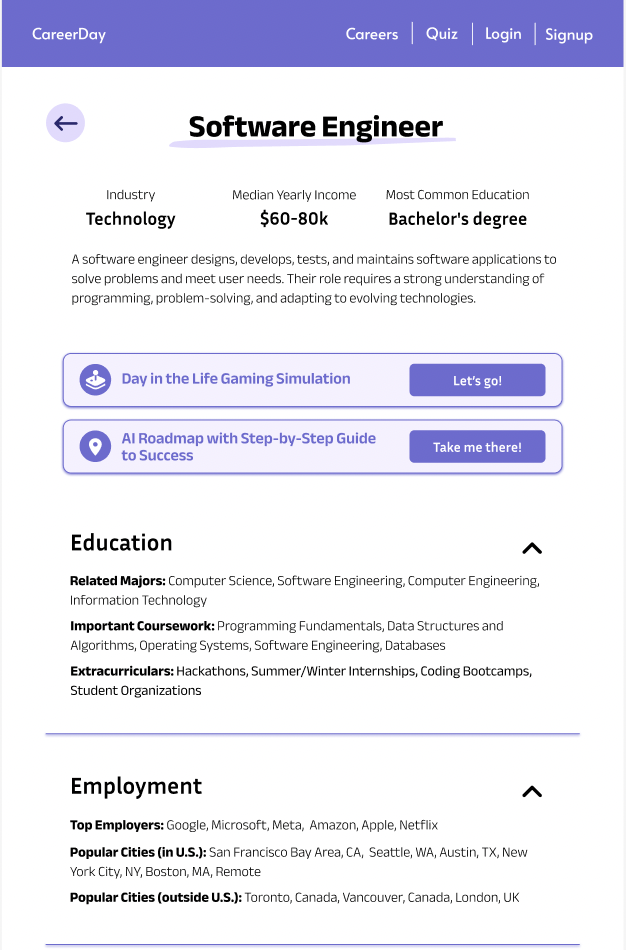 CareerDay
Careers
Quiz
Login
Signup
Software Engineer
Industry
Median Yearly Income
Most Common Education
Technology
$60-80k
Bachelor's degree
A software engineer designs, develops, tests, and maintains software applications to
solve problems and meet user needs. Their role requires a strong understanding of
programming, problem-solving, and adapting to evolving technologies.
Day in the Life Gaming Simulation
Let's go!
AI Roadmap with Step-by-Step Guide
to Success
Take me there!
Education
Related Majors: Computer Science, Software Engineering, Computer Engineering,
Information Technology
Important Coursework: Programming Fundamentals, Data Structures and
Algorithms, Operating Systems, Software Engineering, Databases
Extracurriculars: Hackathons, Summer/Winter Internships, Coding Bootcamps,
Student Organizations
Employment
Top Employers: Google, Microsoft, Meta,  Amazon, Apple, Netflix
Popular Cities (in U.S.): San Francisco Bay Area, CA,  Seattle, WA, Austin, TX, New
York City, NY, Boston, MA, Remote
Popular Cities (outside U.S.): Toronto, Canada, Vancouver, Canada, London, UK